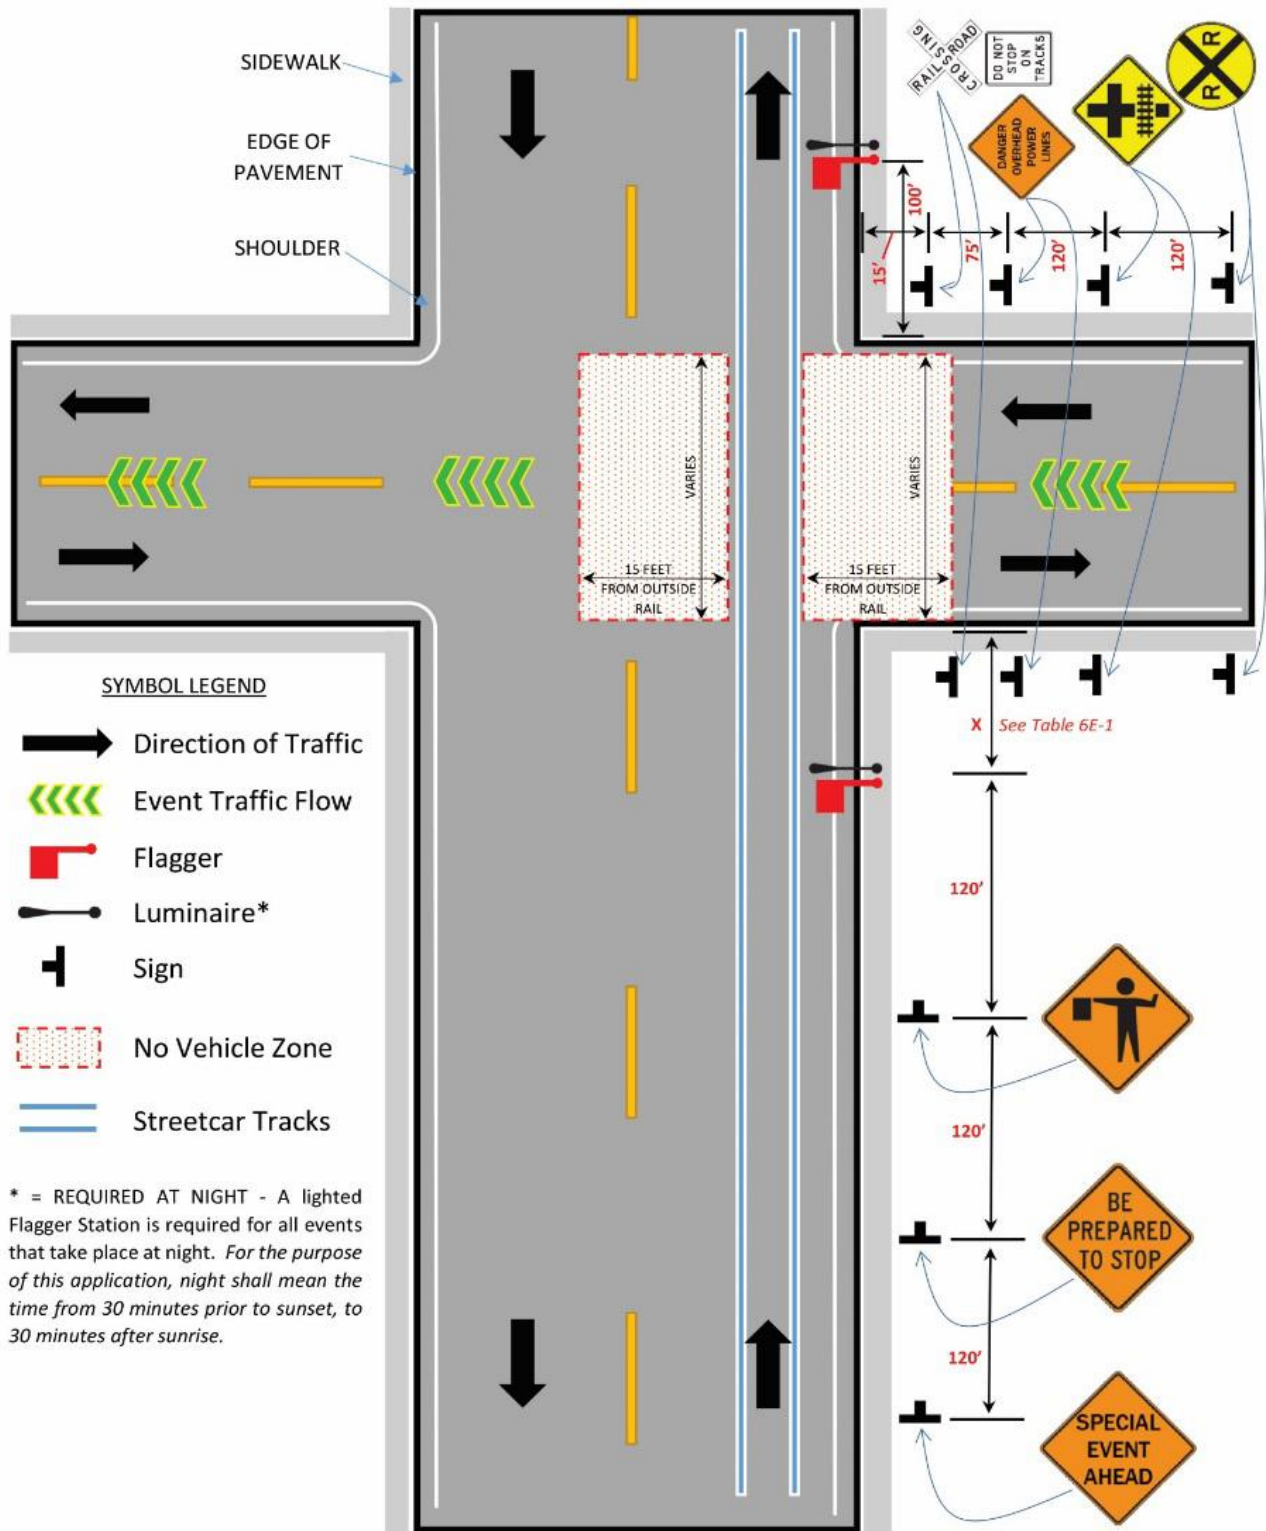 SIDEWALK
EDGE OF
PAVEMENT
SHOULDER
RAIL ROAD
CROSSING
DO NOT
STOP
ON
TRACKS
DANGER
OVERHEAD
POWER
LINES
R R
100'
15'
75'
120'
120'
VARIES
15 FEET
FROM OUTSIDE
RAIL
VARIES
15 FEET
FROM OUTSIDE
RAIL
X See Table 6E-1
120'
120'
BE
PREPARED
TO STOP
120'
SPECIAL
EVENT
AHEAD
SYMBOL LEGEND
Direction of Traffic
Event Traffic Flow
Flagger
Luminaire*
Sign
No Vehicle Zone
Streetcar Tracks
* = REQUIRED AT NIGHT - A lighted
Flagger Station is required for all events
that take place at night. For the purpose
of this application, night shall mean the
time from 30 minutes prior to sunset, to
30 minutes after sunrise.